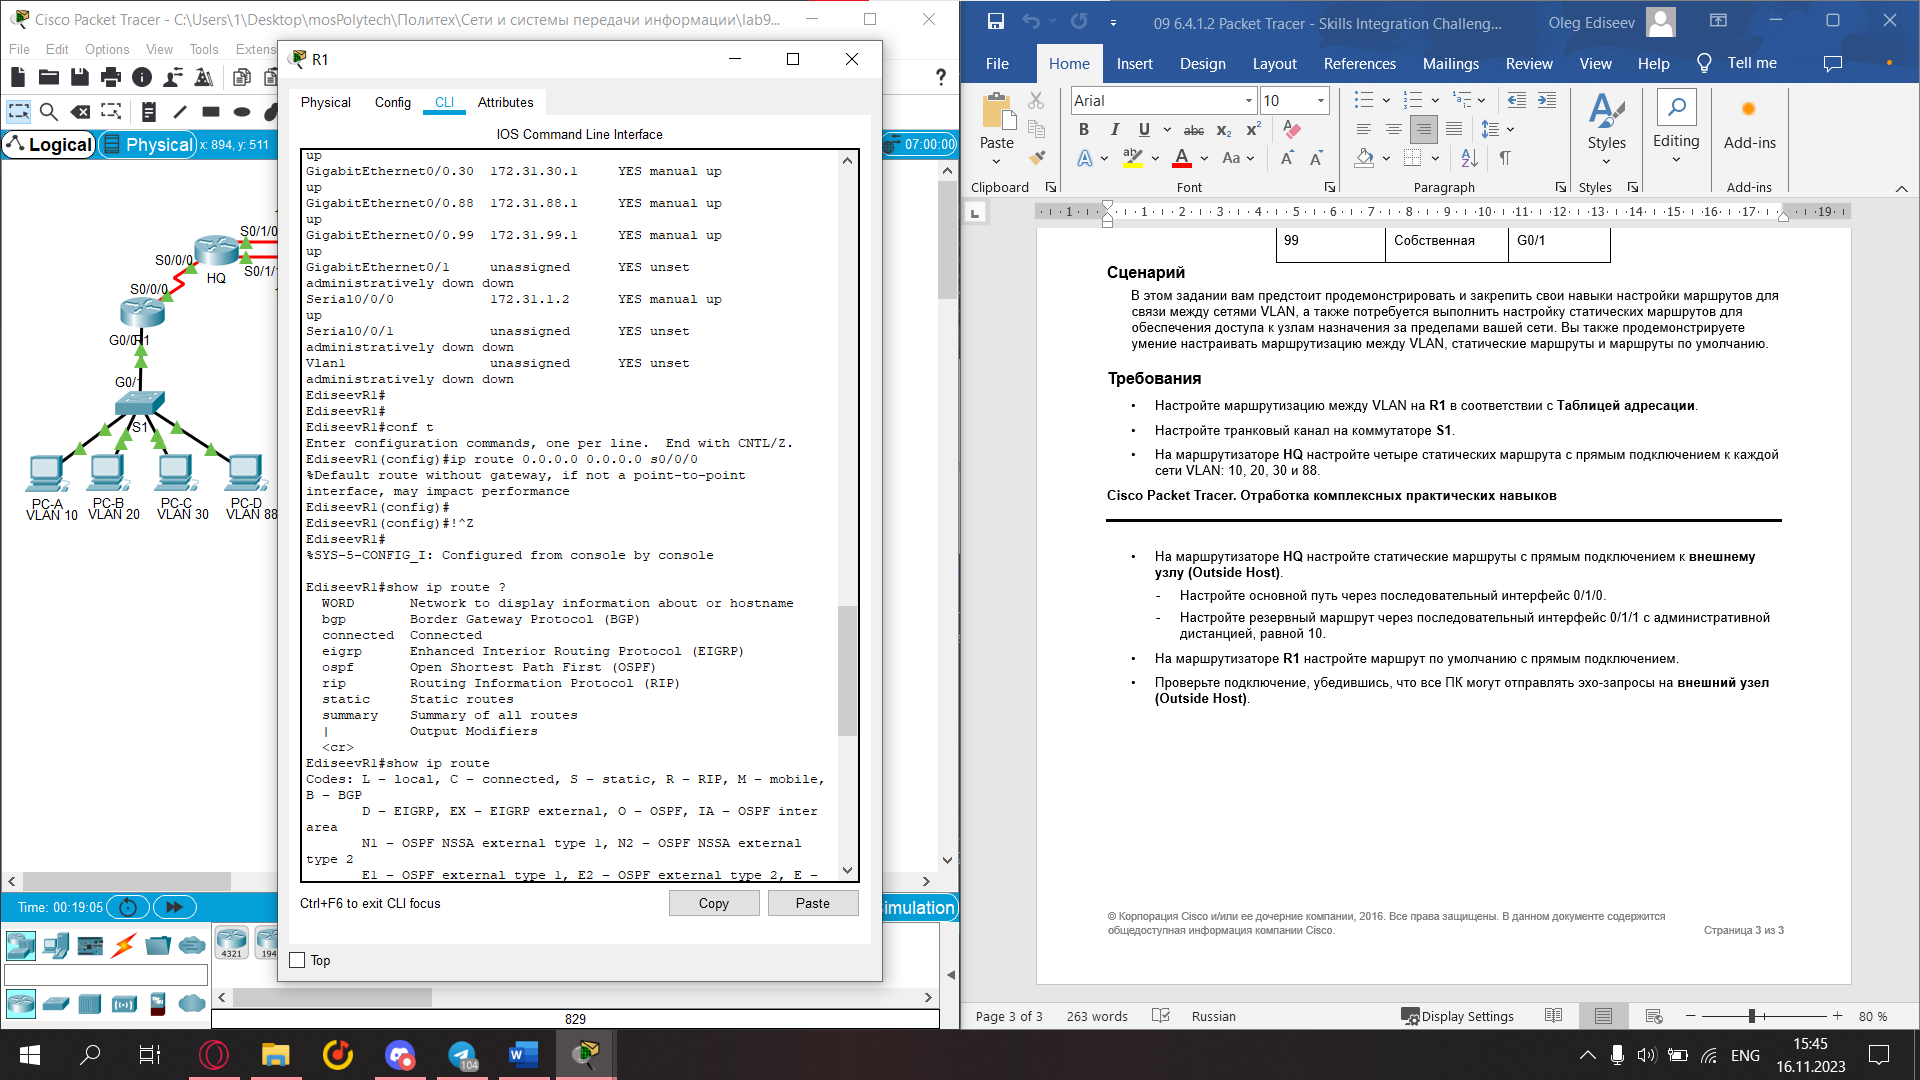 Cisco Packet Tracer - C:\Users\1\Desktop\mosPolytech\Политех\Сети и системы передачи информации\lab9...
File Edit Options View Tools Extens
?
Logical
Physical x: 894, y: 511
07:00:00
S0/1/0
S0/0/0
HQ
S0/1/1
S0/0/0
G0/0
R1
G0/1
S1
PC-A
VLAN 10
PC-B
VLAN 20
PC-C
VLAN 30
PC-D
VLAN 88
Time: 00:19:05
imulation
4321
194
829
R1
Physical Config CLI Attributes
IOS Command Line Interface
up
GigabitEthernet0/0.30 172.31.30.1 YES manual up
up
GigabitEthernet0/0.88 172.31.88.1 YES manual up
up
GigabitEthernet0/0.99 172.31.99.1 YES manual up
up
GigabitEthernet0/1 unassigned YES unset
administratively down down
Serial0/0/0 172.31.1.2 YES manual up
up
Serial0/0/1 unassigned YES unset
administratively down down
Vlan1 unassigned YES unset
administratively down down
EdiseevR1#
EdiseevR1#
EdiseevR1#conf t
Enter configuration commands, one per line. End with CNTL/Z.
EdiseevR1(config)#ip route 0.0.0.0 0.0.0.0 s0/0/0
%Default route without gateway, if not a point-to-point
interface, may impact performance
EdiseevR1(config)#
EdiseevR1(config)#!^Z
EdiseevR1#
%SYS-5-CONFIG_I: Configured from console by console
EdiseevR1#show ip route ?
WORD Network to display information about or hostname
bgp Border Gateway Protocol (BGP)
connected Connected
eigrp Enhanced Interior Routing Protocol (EIGRP)
ospf Open Shortest Path First (OSPF)
rip Routing Information Protocol (RIP)
static Static routes
summary Summary of all routes
| Output Modifiers
<cr>
EdiseevR1#show ip route
Codes: L - local, C - connected, S - static, R - RIP, M - mobile,
B - BGP
D - EIGRP, EX - EIGRP external, O - OSPF, IA - OSPF inter
area
N1 - OSPF NSSA external type 1, N2 - OSPF NSSA external
type 2
E1 - OSPF external type 1, E2 - OSPF external type 2, E -
Ctrl+F6 to exit CLI focus
Copy
Paste
Top
09 6.4.1.2 Packet Tracer - Skills Integration Challeng...
Oleg Ediseev
File Home Insert Design Layout References Mailings Review View Help Tell me
Paste
Arial
10
Styles
Editing
Add-ins
Clipboard
Font
Paragraph
Styles
Add-ins
1 1 2 3 4 5 6 7 8 9 10 11 12 13 14 15 16 17 19
99 Собственная G0/1
Сценарий
В этом задании вам предстоит продемонстрировать и закрепить свои навыки настройки маршрутов для
связи между сетями VLAN, а также потребуется выполнить настройку статических маршрутов для
обеспечения доступа к узлам назначения за пределами вашей сети. Вы также продемонстрируете
умение настраивать маршрутизацию между VLAN, статические маршруты и маршруты по умолчанию.
Требования
• Настройте маршрутизацию между VLAN на R1 в соответствии с Таблицей адресации.
• Настройте транковый канал на коммутаторе S1.
• На маршрутизаторе HQ настройте четыре статических маршрута с прямым подключением к каждой
сети VLAN: 10, 20, 30 и 88.
Cisco Packet Tracer. Отработка комплексных практических навыков
• На маршрутизаторе HQ настройте статические маршруты с прямым подключением к внешнему
узлу (Outside Host).
- Настройте основной путь через последовательный интерфейс 0/1/0.
- Настройте резервный маршрут через последовательный интерфейс 0/1/1 с административной
дистанцией, равной 10.
• На маршрутизаторе R1 настройте маршрут по умолчанию с прямым подключением.
• Проверьте подключение, убедившись, что все ПК могут отправлять эхо-запросы на внешний узел
(Outside Host).
© Корпорация Cisco и/или ее дочерние компании, 2016. Все права защищены. В данном документе содержится
общедоступная информация компании Cisco.
Страница 3 из 3
Page 3 of 3 263 words Russian Display Settings 80 %
104
ENG
15:45
16.11.2023